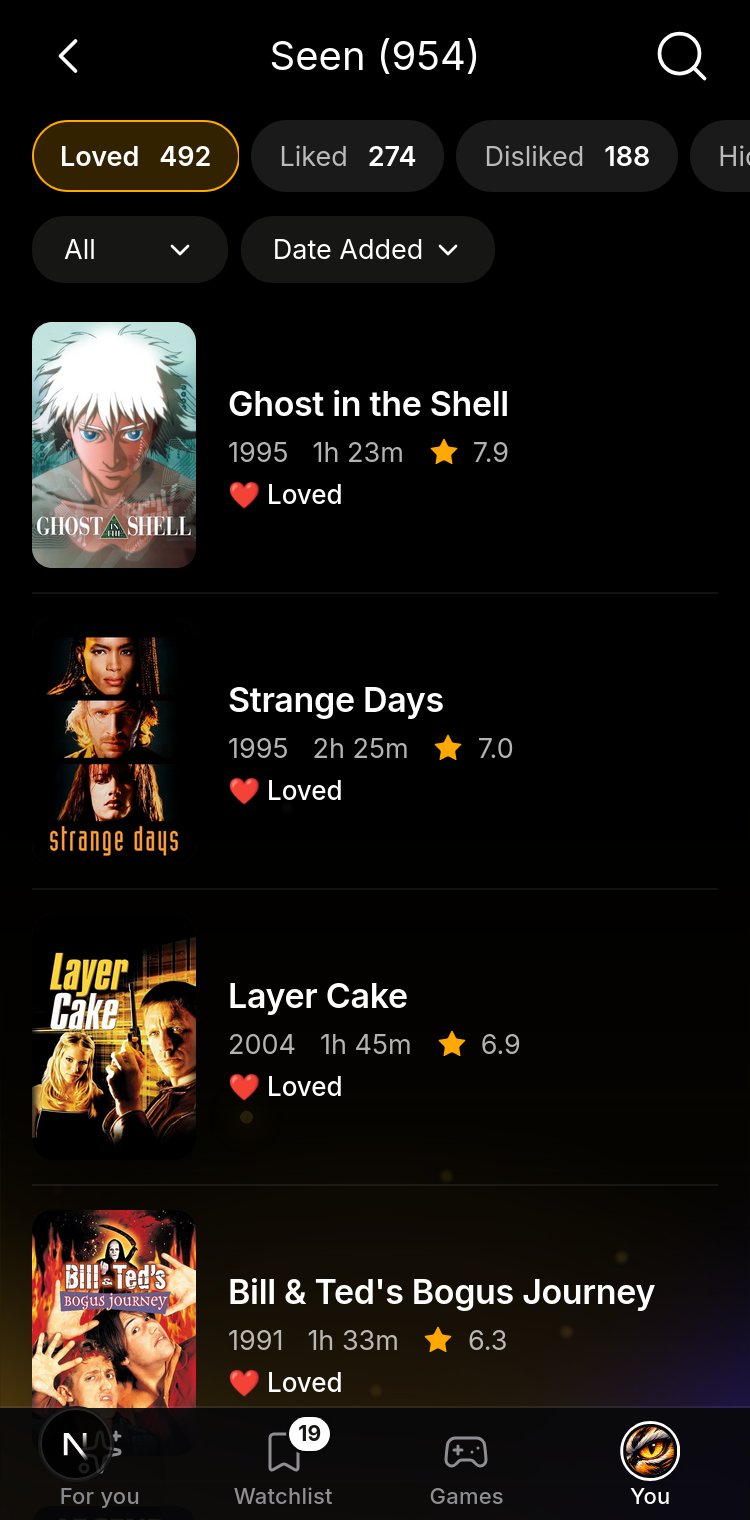 Seen (954)
Loved 492 Liked 274 Disliked 188
All Date Added
GHOST IN THE SHELL
Ghost in the Shell
1995 1h 23m 7.9
Loved
strange days
Strange Days
1995 2h 25m 7.0
Loved
Layer
Cake
Layer Cake
2004 1h 45m 6.9
Loved
Bill & Ted's
BOGUS JOURNEY
Bill & Ted's Bogus Journey
1991 1h 33m 6.3
Loved
N
19
For you Watchlist Games You